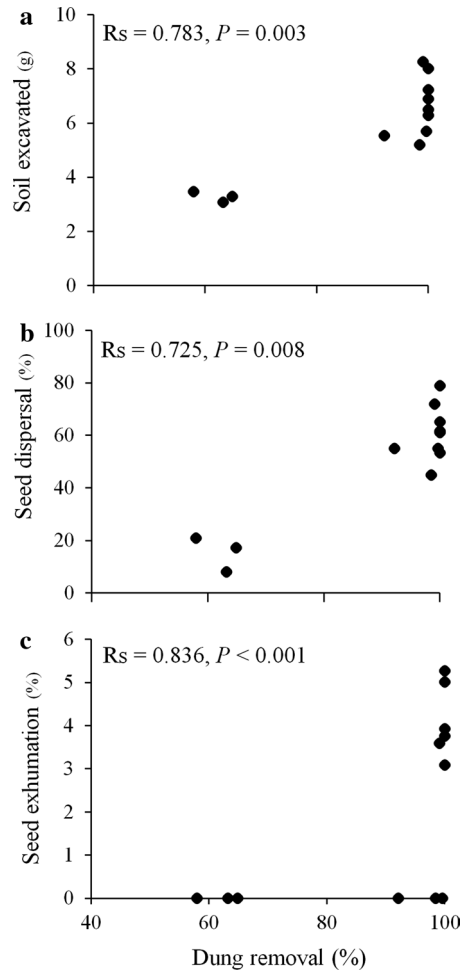 a
Rs = 0.783, P = 0.003
10
8
6
4
2
0
Soil excavated (g)
b
Rs = 0.725, P = 0.008
100
80
60
40
20
0
Seed dispersal (%)
c
Rs = 0.836, P < 0.001
6
5
4
3
2
1
0
Seed exhumation (%)
40 60 80 100
Dung removal (%)